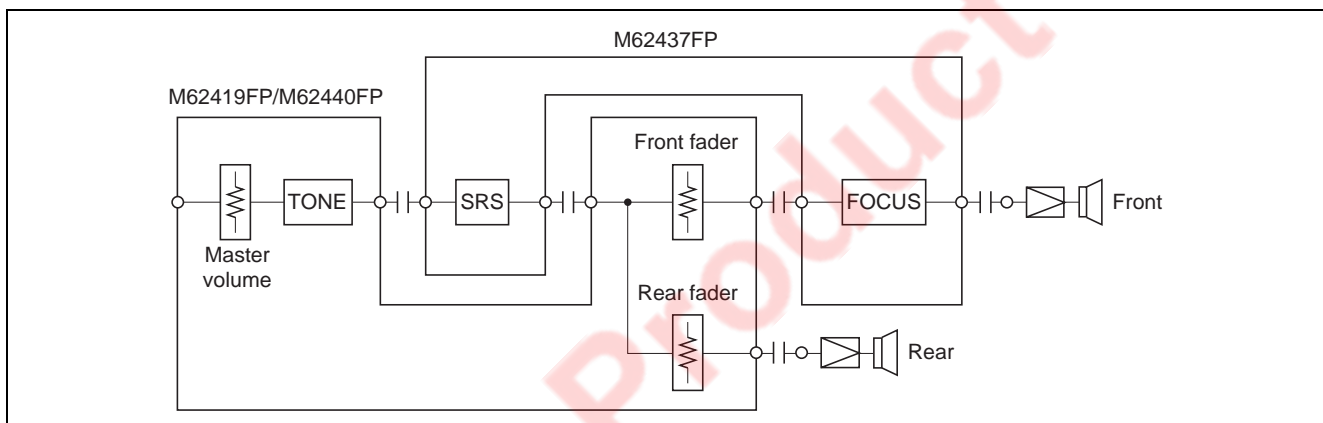 M62437FP
M62419FP/M62440FP
Front fader
TONE
SRS
FOCUS
Front
Master
volume
Rear fader
Rear
Product